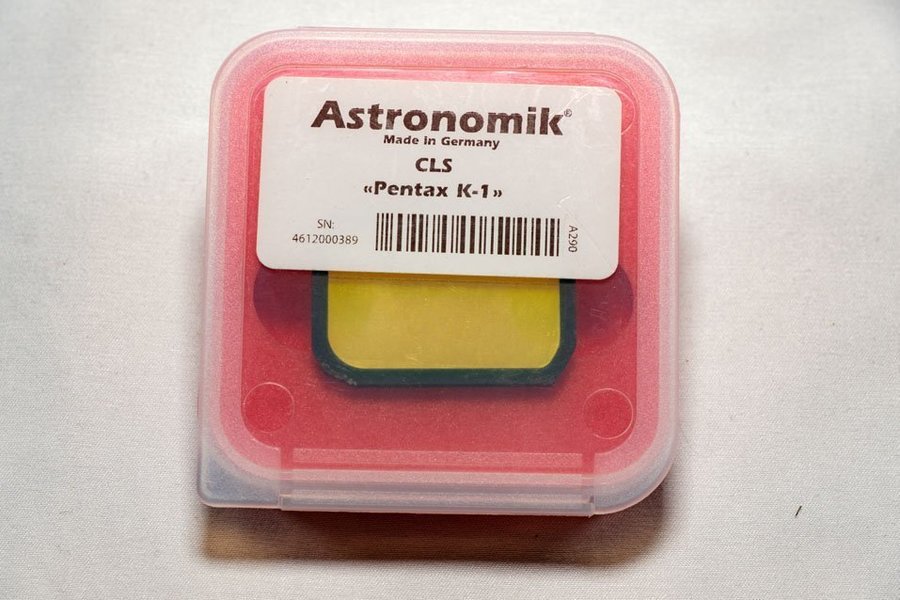 Astronomik®
Made in Germany
CLS
«Pentax K-1»
SN:
4612000389
A290